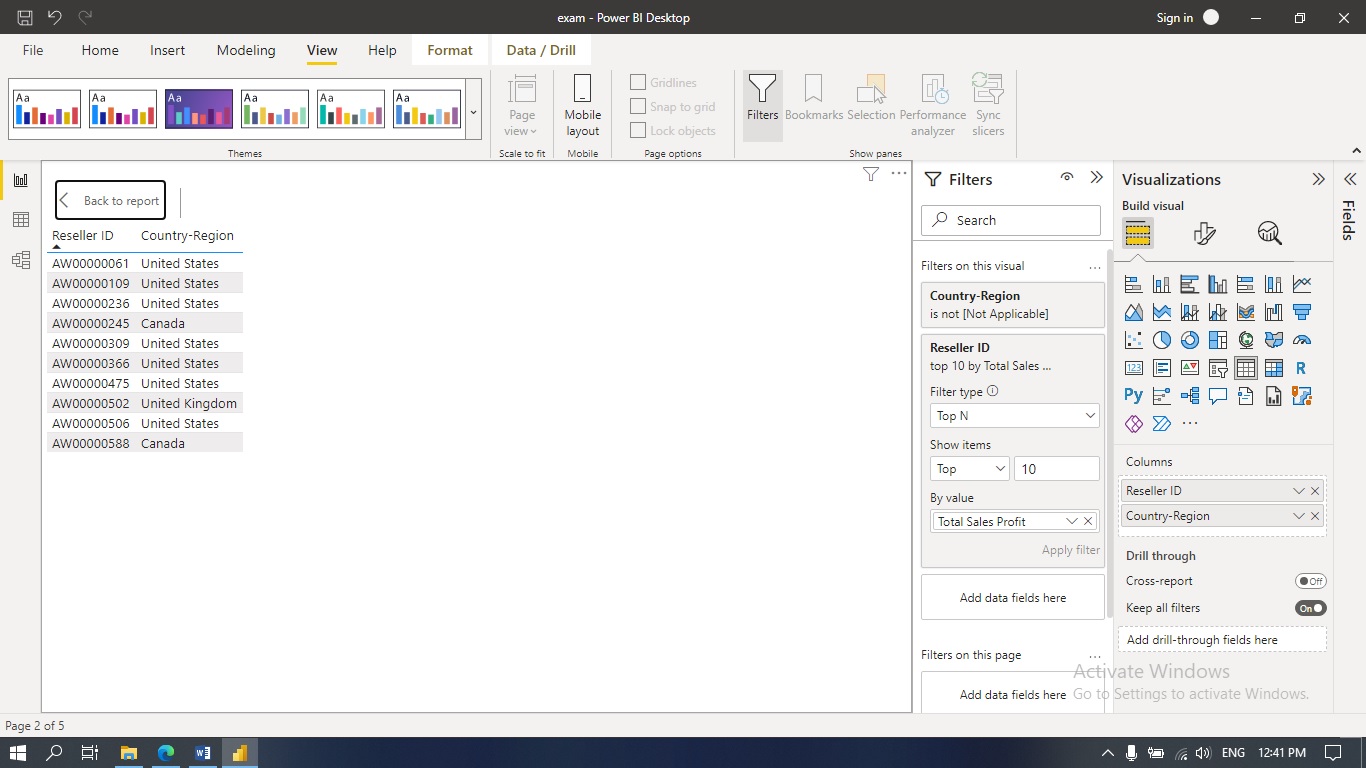 exam - Power BI Desktop
Sign in
File Home Insert Modeling View Help Format Data / Drill
Aa Aa Aa Aa Aa Aa
Themes
Page view
Scale to fit
Mobile layout
Mobile
Gridlines
Snap to grid
Lock objects
Page options
Filters
Bookmarks
Selection
Performance analyzer
Sync slicers
Show panes
Back to report
Reseller ID Country-Region
AW00000061 United States
AW00000109 United States
AW00000236 United States
AW00000245 Canada
AW00000309 United States
AW00000366 United States
AW00000475 United States
AW00000502 United Kingdom
AW00000506 United States
AW00000588 Canada
Filters
Search
Filters on this visual ...
Country-Region
is not [Not Applicable]
Reseller ID
top 10 by Total Sales ...
Filter type
Top N
Show items
Top 10
By value
Total Sales Profit
Apply filter
Add data fields here
Filters on this page ...
Add data fields here
Visualizations
Build visual
123
R
Py
...
Columns
Reseller ID
Country-Region
Drill through
Cross-report Off
Keep all filters On
Add drill-through fields here
Fields
Activate Windows
Go to Settings to activate Windows.
Page 2 of 5
ENG 12:41 PM